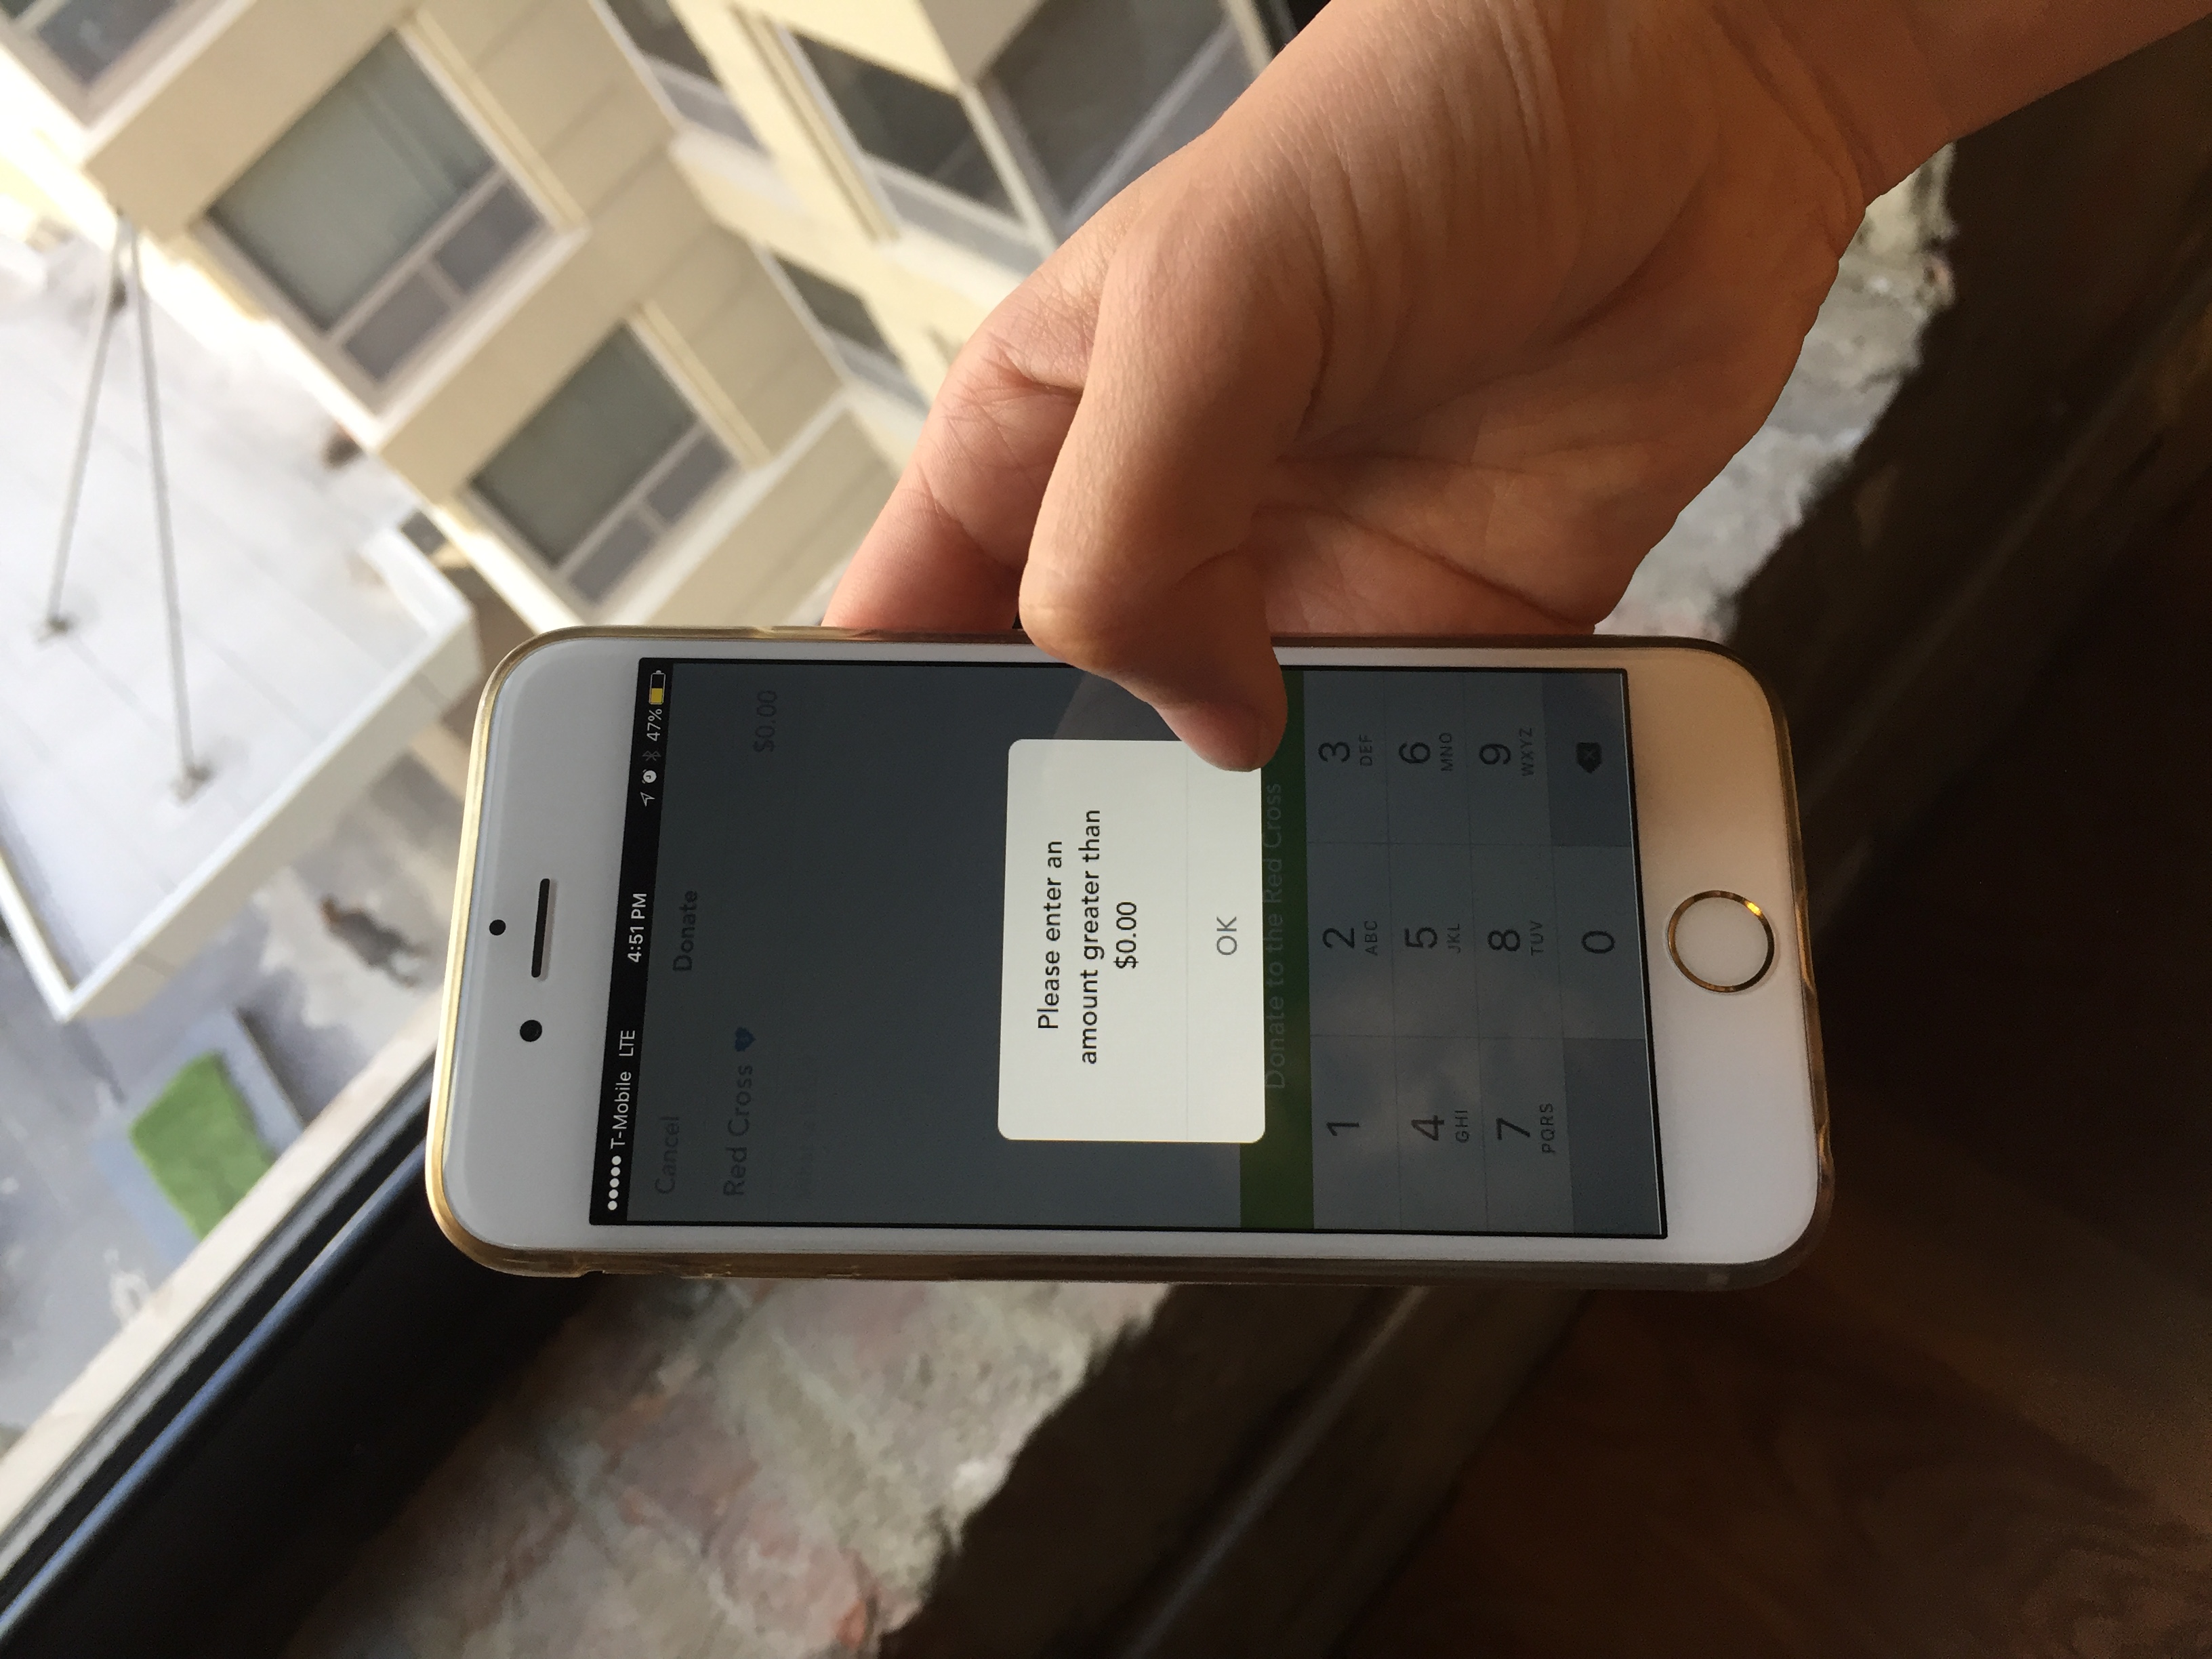 T-Mobile LTE 4:51 PM 47%
Cancel Donate
Red Cross $0.00
Please enter an
amount greater than
$0.00
OK
Donate to the Red Cross
1 2 3
ABC DEF
4 5 6
GHI JKL MNO
7 8 9
PQRS TUV WXYZ
0